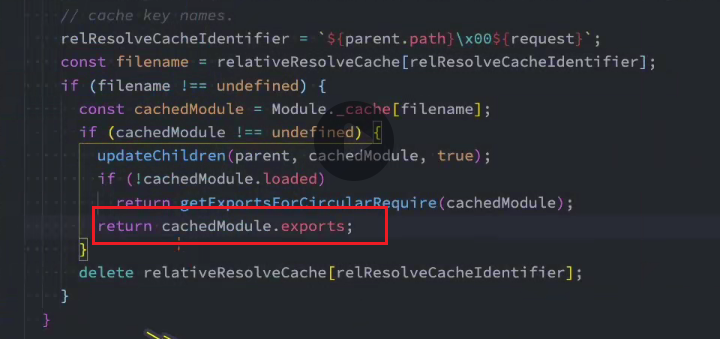 // cache key names.
relResolveCacheIdentifier = `${parent.path}\x00${request}`;
const filename = relativeResolveCache[relResolveCacheIdentifier];
if (filename !== undefined) {
const cachedModule = Module._cache[filename];
if (cachedModule !== undefined) {
updateChildren(parent, cachedModule, true);
if (!cachedModule.loaded)
return getExportsForCircularRequire(cachedModule);
return cachedModule.exports;
}
delete relativeResolveCache[relResolveCacheIdentifier];
}
}